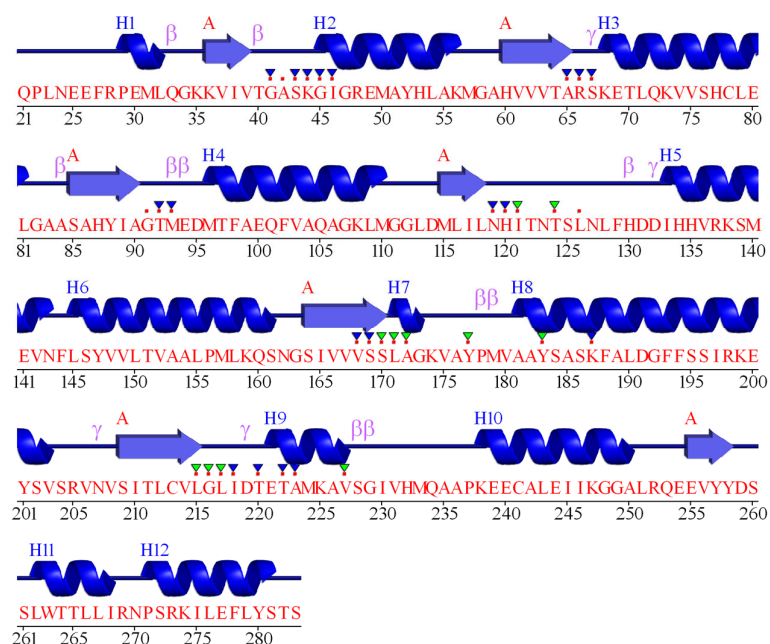 H1 β A β H2 A γ H3
QPLNEEFRPEMLQGKKVIVTGASKGIGREMAYHLAKMGAHVVVTARSKETLQKVVSHCLE
21 25 30 35 40 45 50 55 60 65 70 75 80
β A ββ H4 A β γ H5
LGAASAHYIAGTMEDMTFAEQFVAQAGKLMGGLDMLILNHITNTSLNLFHDDIHHVRKSM
81 85 90 95 100 105 110 115 120 125 130 135 140
H6 A H7 ββ H8
EVNFLSYVVLTVAALPMLKQSNGSIVVVSSLAGKVAYPMVAAYSASKFALDGFFSSIRKE
141 145 150 155 160 165 170 175 180 185 190 195 200
γ A γ H9 ββ H10 A
YSVSRVNVSITLCVLGLIDTETAMKAVSGIVHMQAAPKEECALEIIKGGALRQEEVYYDS
201 205 210 215 220 225 230 235 240 245 250 255 260
H11 H12
SLWTTLLIRNPSRKILEFLYSTS
261 265 270 275 280